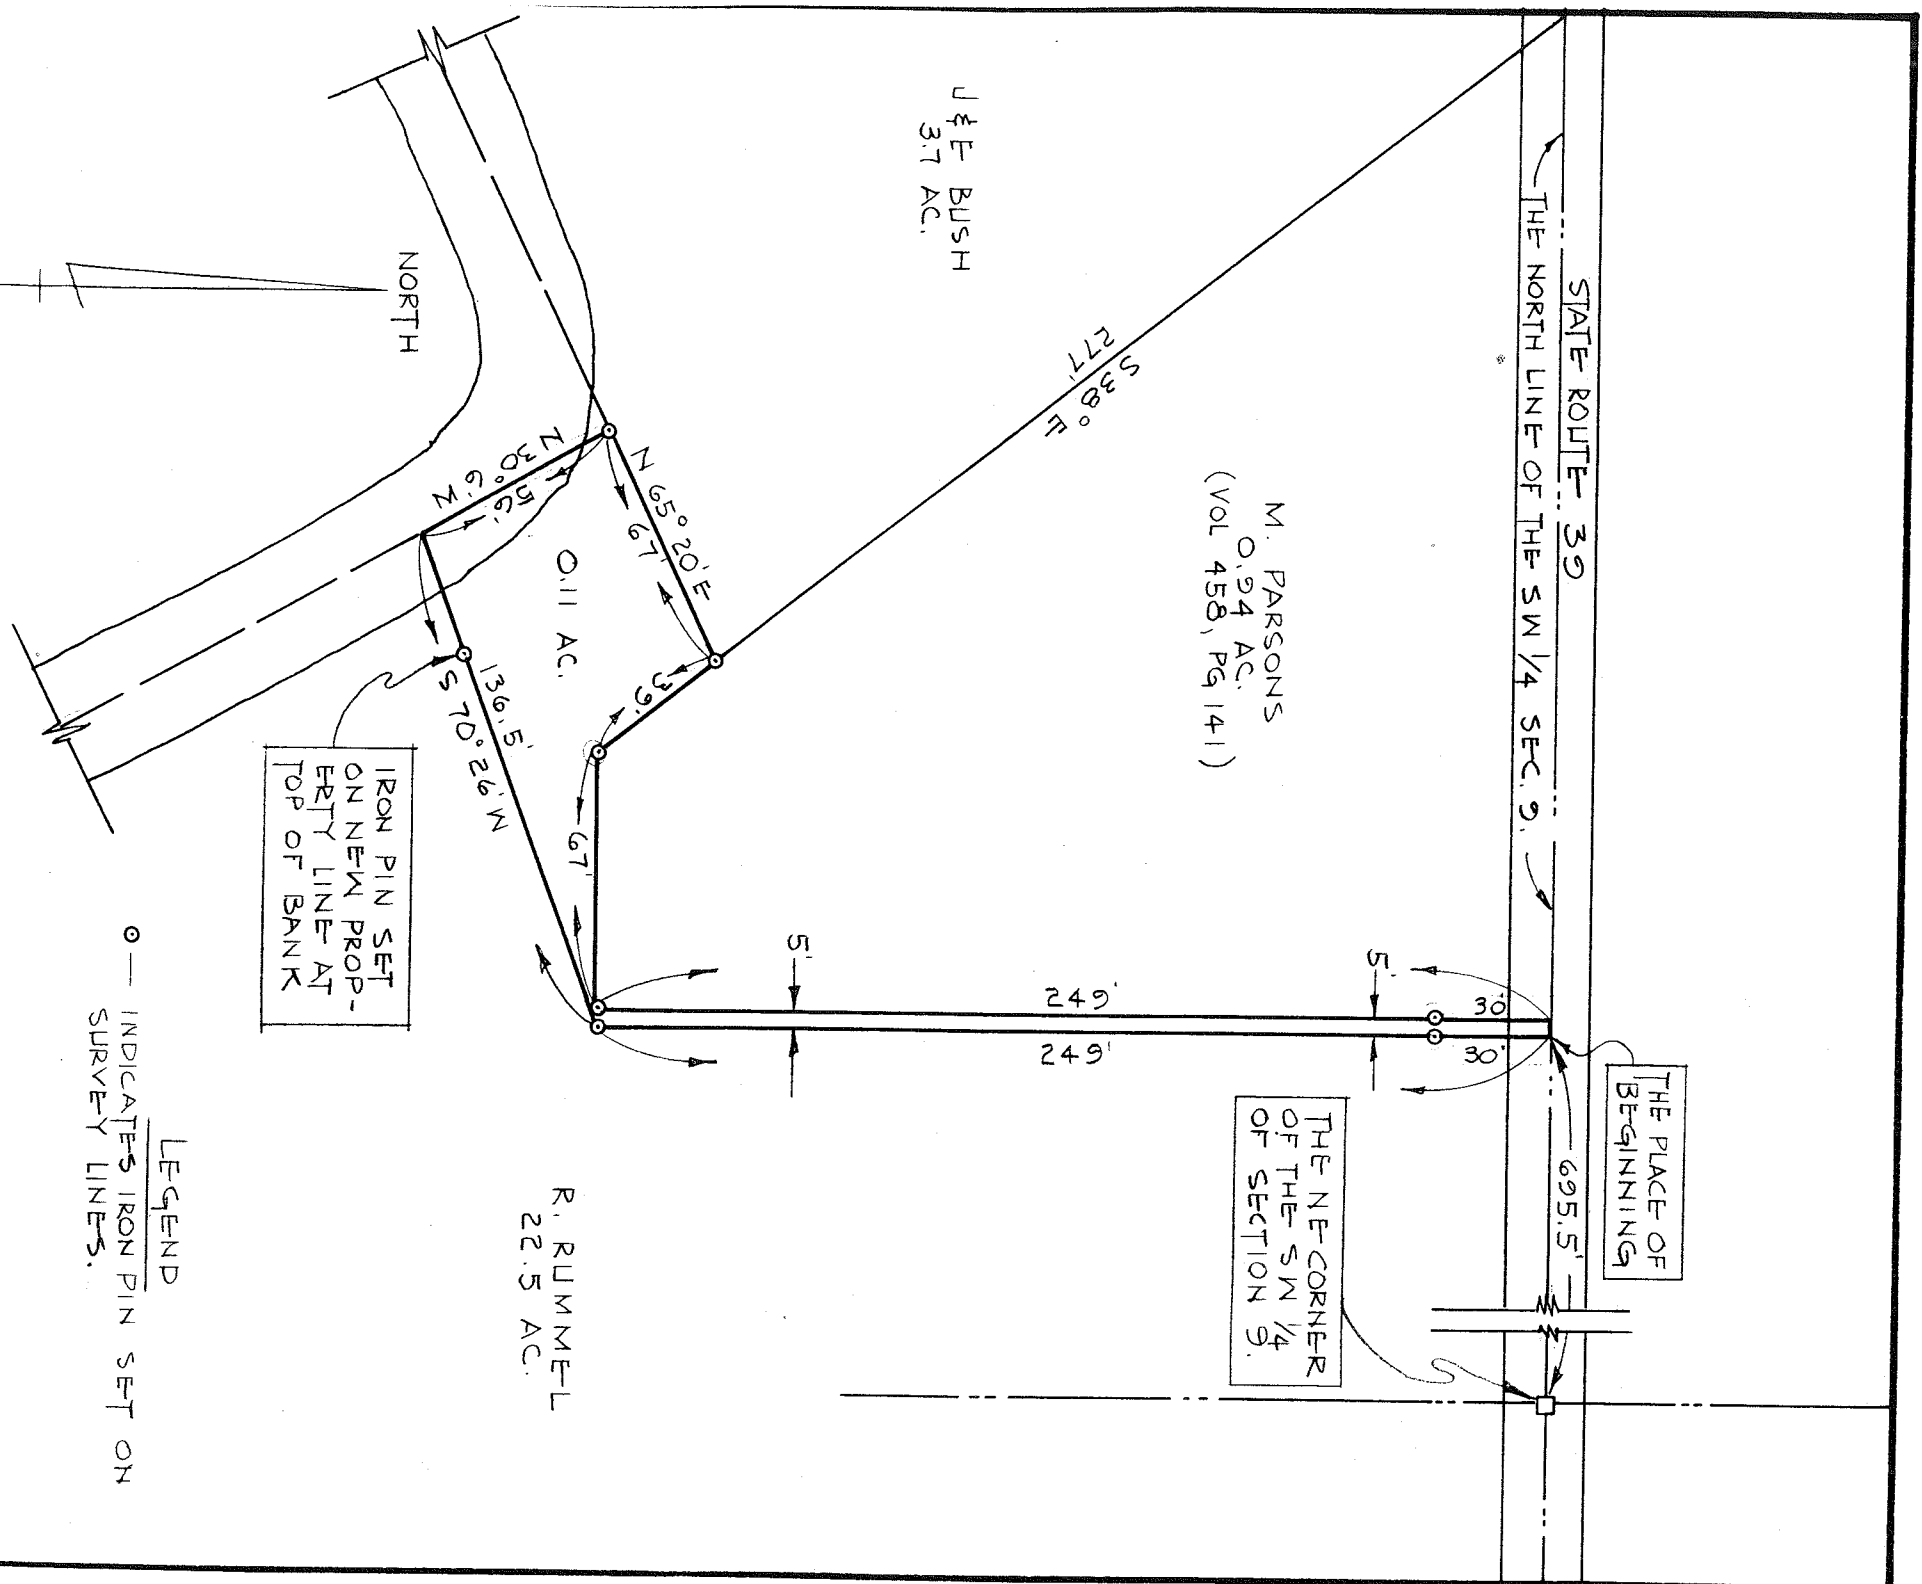 STATE ROUTE 39
THE NORTH LINE OF THE SW 1/4 SEC. 9.
THE PLACE OF
BEGINNING
695.5'
30'
30'
5'
THE NE CORNER
OF THE SW 1/4
OF SECTION 9.
249'
249'
5'
M. PARSONS
0.94 AC.
(VOL 458, PG 141)
S 38° E
277'
J & E BUSH
3.7 AC.
N 65° 20' E
67'
39'
67'
N 30° 6' W
56'
0.11 AC.
136.5'
S 70° 26' W
R. RUMMEL
22.5 AC.
NORTH
IRON PIN SET
ON NEW PROP-
ERTY LINE AT
TOP OF BANK
LEGEND
— INDICATES IRON PIN SET ON
SURVEY LINES.